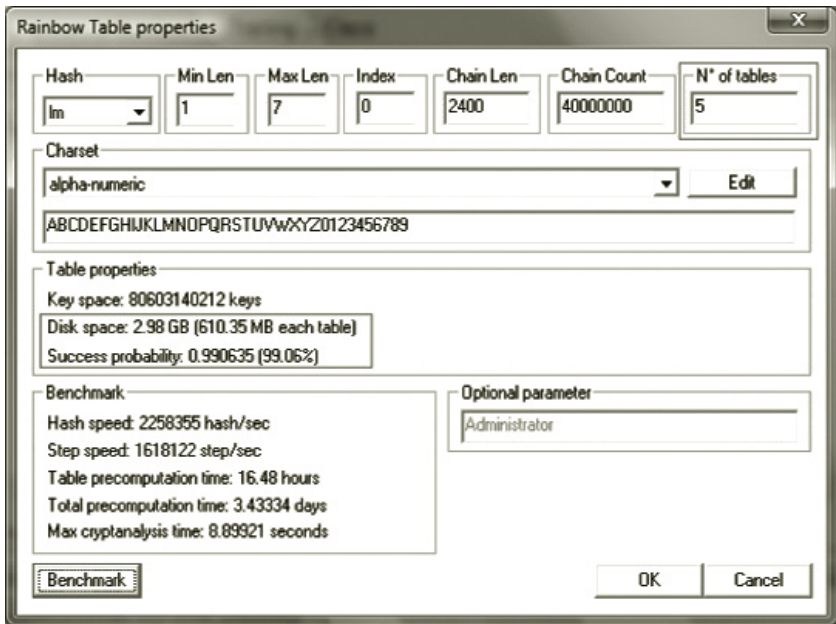 Rainbow Table properties
Hash Min Len Max Len Index Chain Len Chain Count N° of tables
lm 1 7 0 2400 40000000 5
Charset
alpha-numeric Edit
ABCDEFGHIJKLMNOPQRSTUVWXYZ0123456789
Table properties
Key space: 80603140212 keys
Disk space: 2.98 GB (610.35 MB each table)
Success probability: 0.990635 (99.06%)
Benchmark
Hash speed: 2258355 hash/sec
Step speed: 1618122 step/sec
Table precomputation time: 16.48 hours
Total precomputation time: 3.43334 days
Max cryptanalysis time: 8.89921 seconds
Optional parameter
Administrator
Benchmark OK Cancel